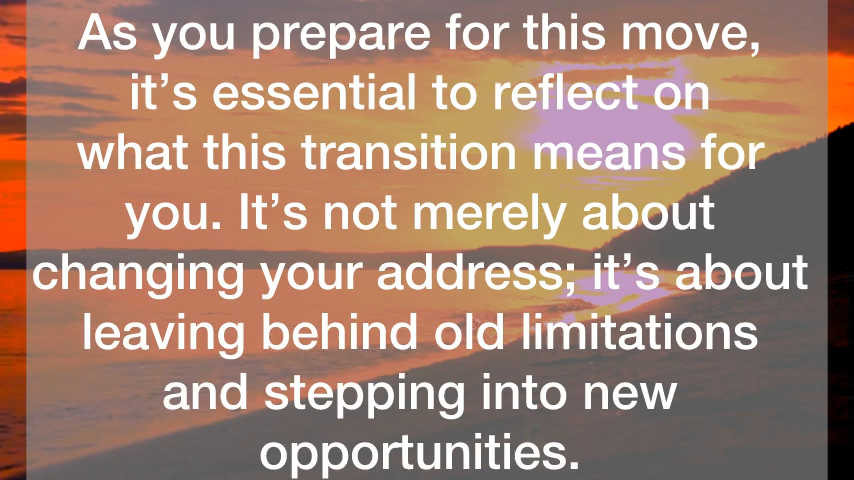 As you prepare for this move,
it’s essential to reflect on
what this transition means for
you. It’s not merely about
changing your address; it’s about
leaving behind old limitations
and stepping into new
opportunities.